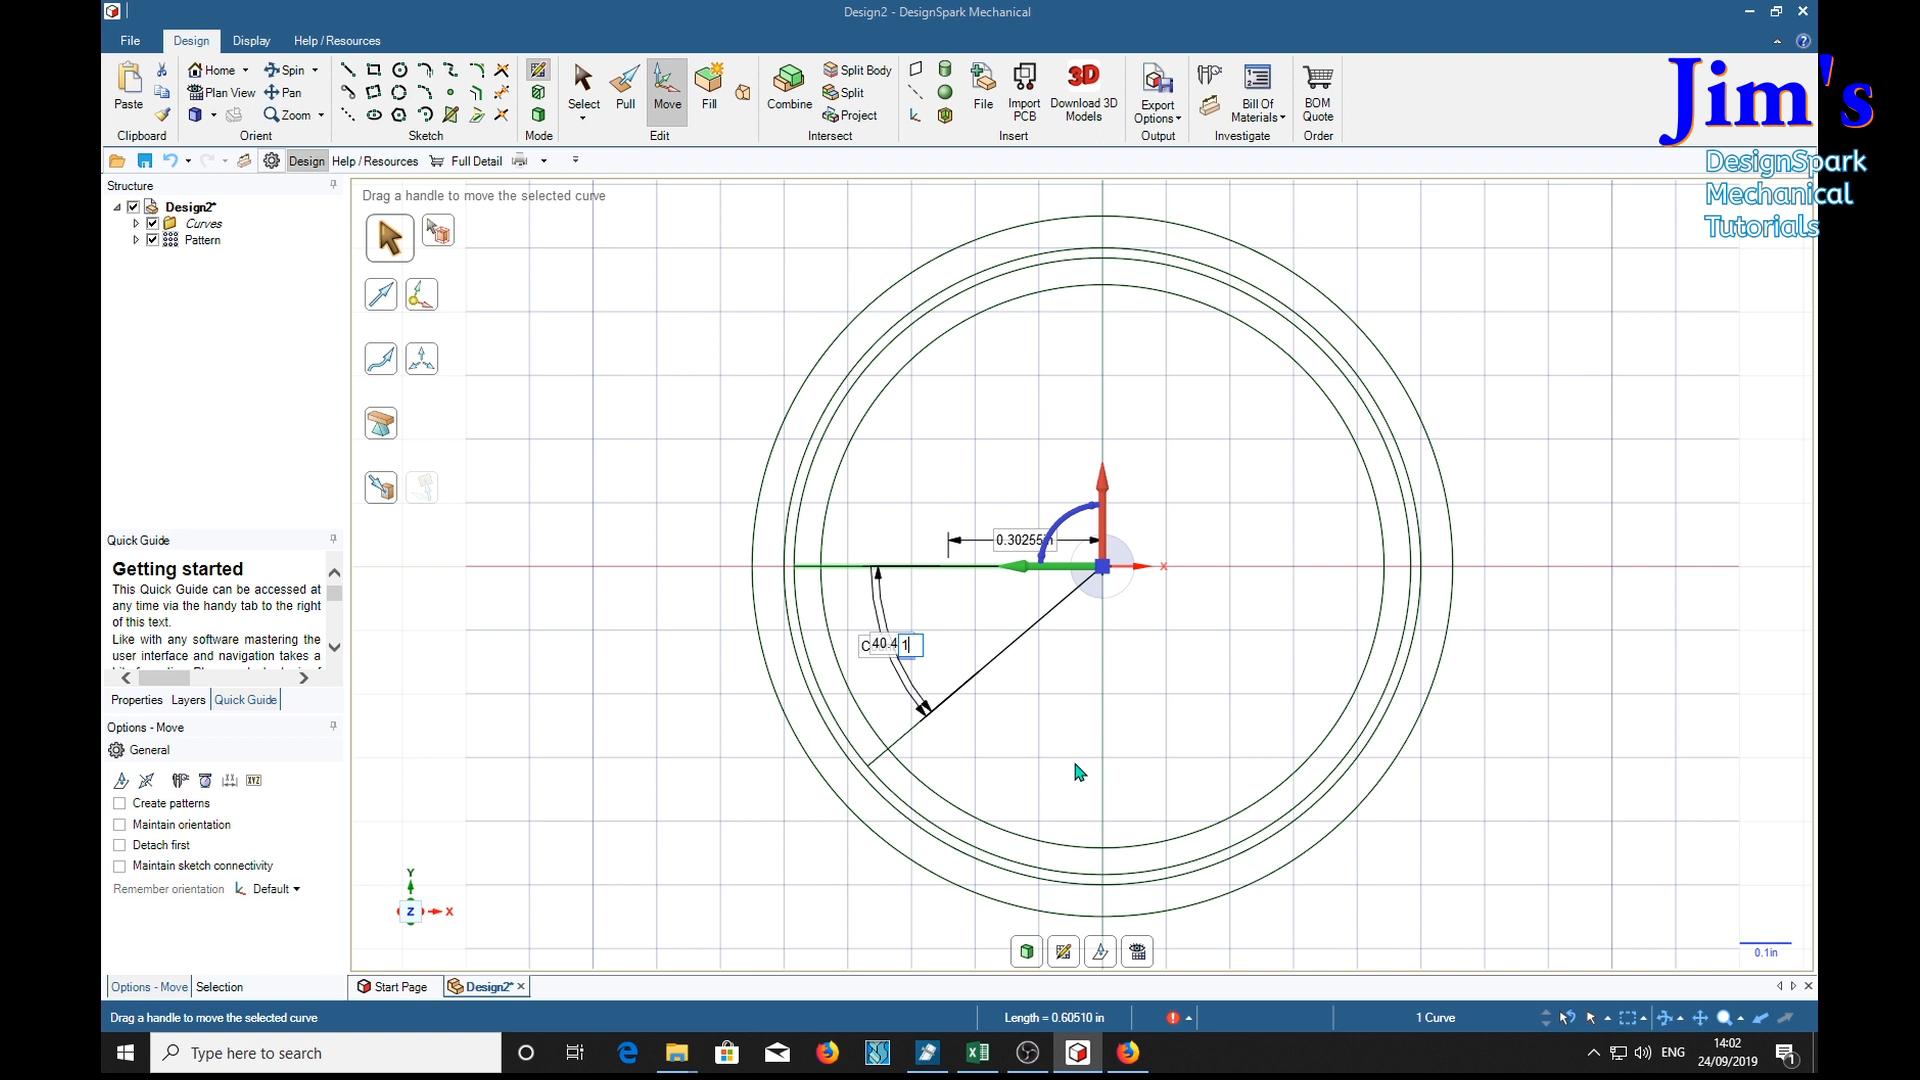 Design2 - DesignSpark Mechanical
File Design Display Help / Resources
Paste
Clipboard
Home Spin
Plan View Pan
Zoom
Orient
Sketch
Mode
Select Pull Move Fill
Edit
Combine
Split Body
Split
Project
Intersect
File
Import PCB
Download 3D Models
Insert
Export Options
Output
Bill Of Materials
Investigate
BOM Quote
Order
Jim's
DesignSpark
Mechanical
Tutorials
Design Help / Resources Full Detail
Structure
Design2*
Curves
Pattern
Drag a handle to move the selected curve
0.30255in
40.4
1
X
Quick Guide
Getting started
This Quick Guide can be accessed at
any time via the handy tab to the right
of this text.
Like with any software mastering the
user interface and navigation takes a
Properties Layers Quick Guide
Options - Move
General
XYZ
Create patterns
Maintain orientation
Detach first
Maintain sketch connectivity
Remember orientation Default
Y
Z X
0.1in
Options - Move Selection
Start Page Design2*
Drag a handle to move the selected curve
Length = 0.60510 in
1 Curve
Type here to search
ENG
14:02
24/09/2019
1